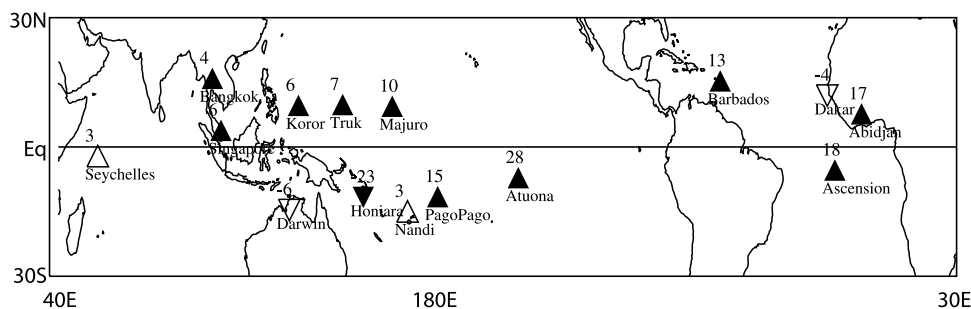 30N
4
Bangkok
6
Singapore
6
Koror
7
Truk
10
Majuro
13
Barbados
-4
Dakar
17
Abidjan
Eq
3
Seychelles
-6
Darwin
-23
Honiara
3
Nandi
15
PagoPago
28
Atuona
18
Ascension
30S
40E
180E
30E